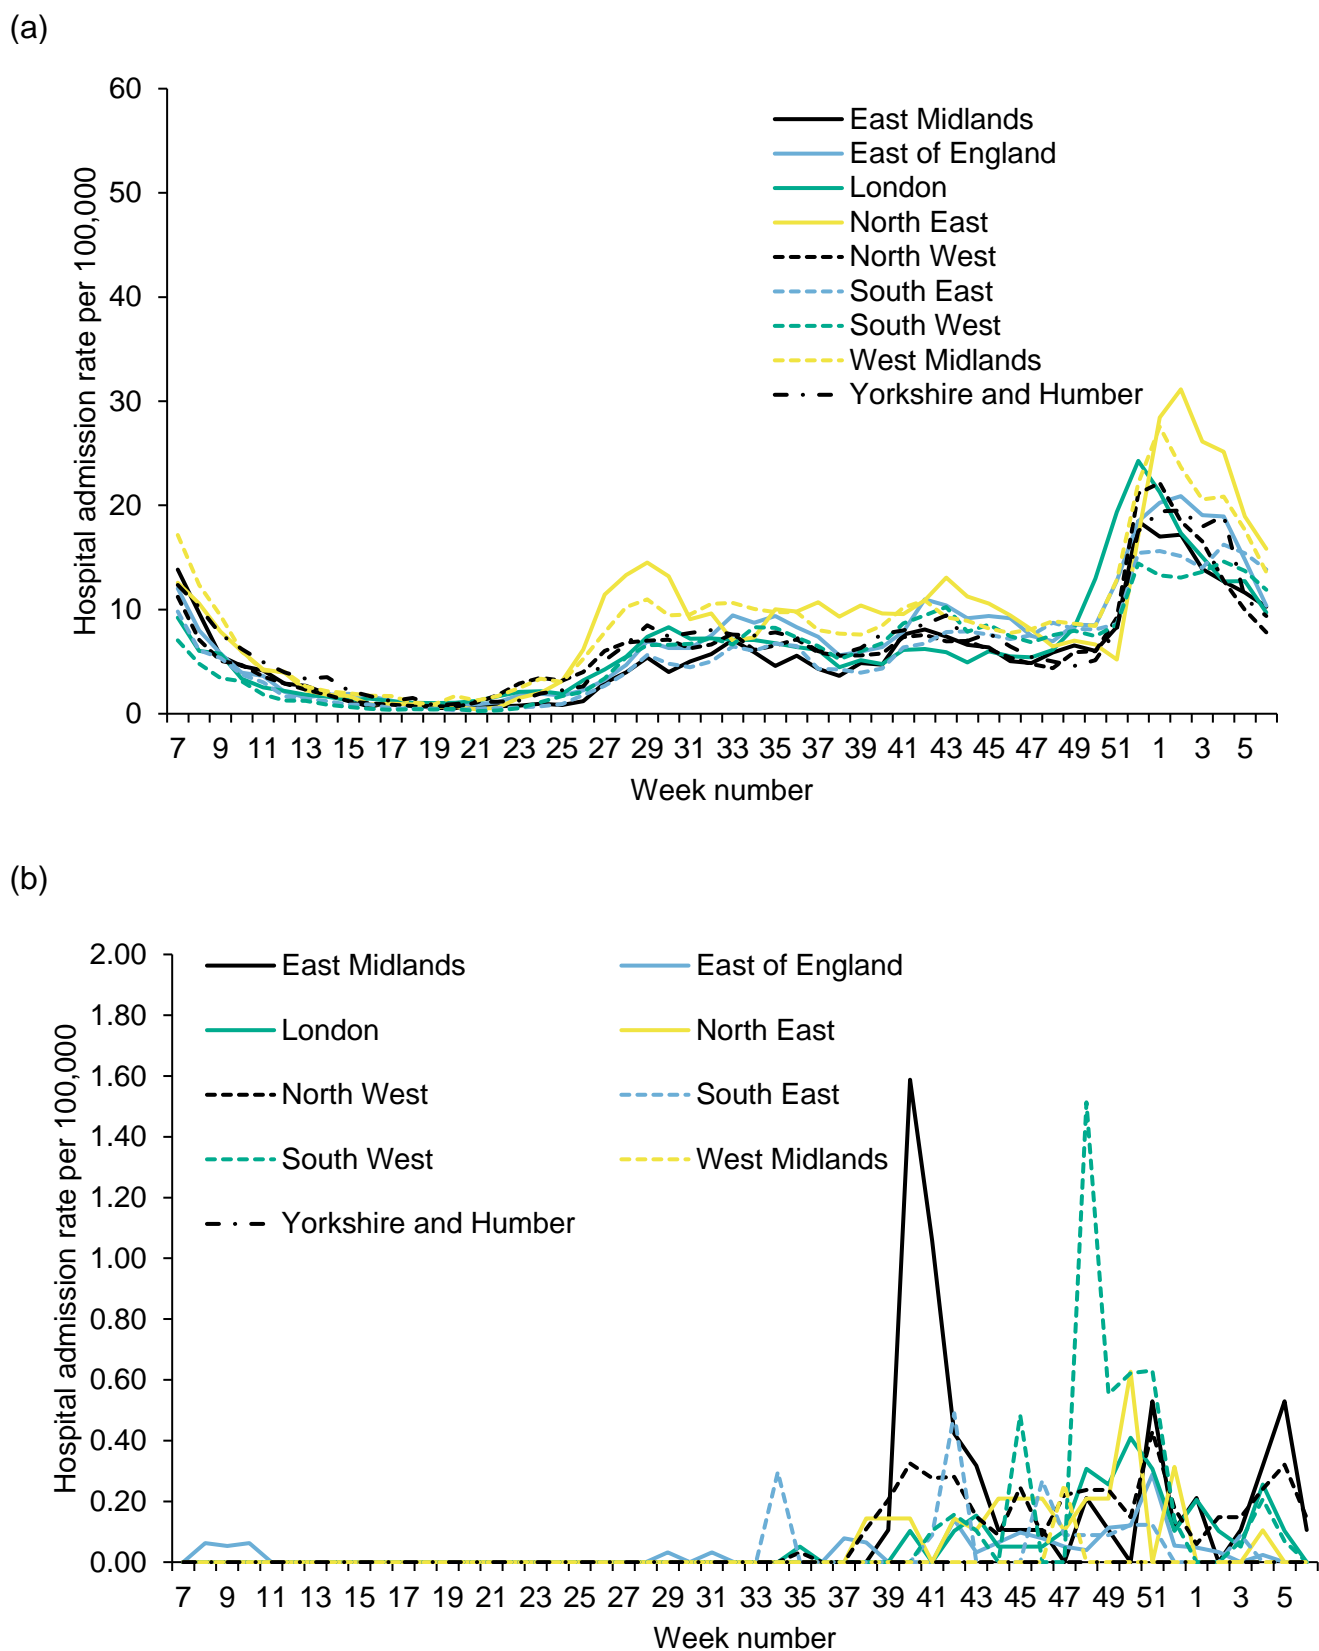 (a)
60
50
40
30
20
10
0
Hospital admission rate per 100,000
East Midlands
East of England
London
North East
North West
South East
South West
West Midlands
Yorkshire and Humber
7 9 11 13 15 17 19 21 23 25 27 29 31 33 35 37 39 41 43 45 47 49 51 1 3 5
Week number
(b)
2.00
1.80
1.60
1.40
1.20
1.00
0.80
0.60
0.40
0.20
0.00
Hospital admission rate per 100,000
East Midlands East of England
London North East
North West South East
South West West Midlands
Yorkshire and Humber
7 9 11 13 15 17 19 21 23 25 27 29 31 33 35 37 39 41 43 45 47 49 51 1 3 5
Week number